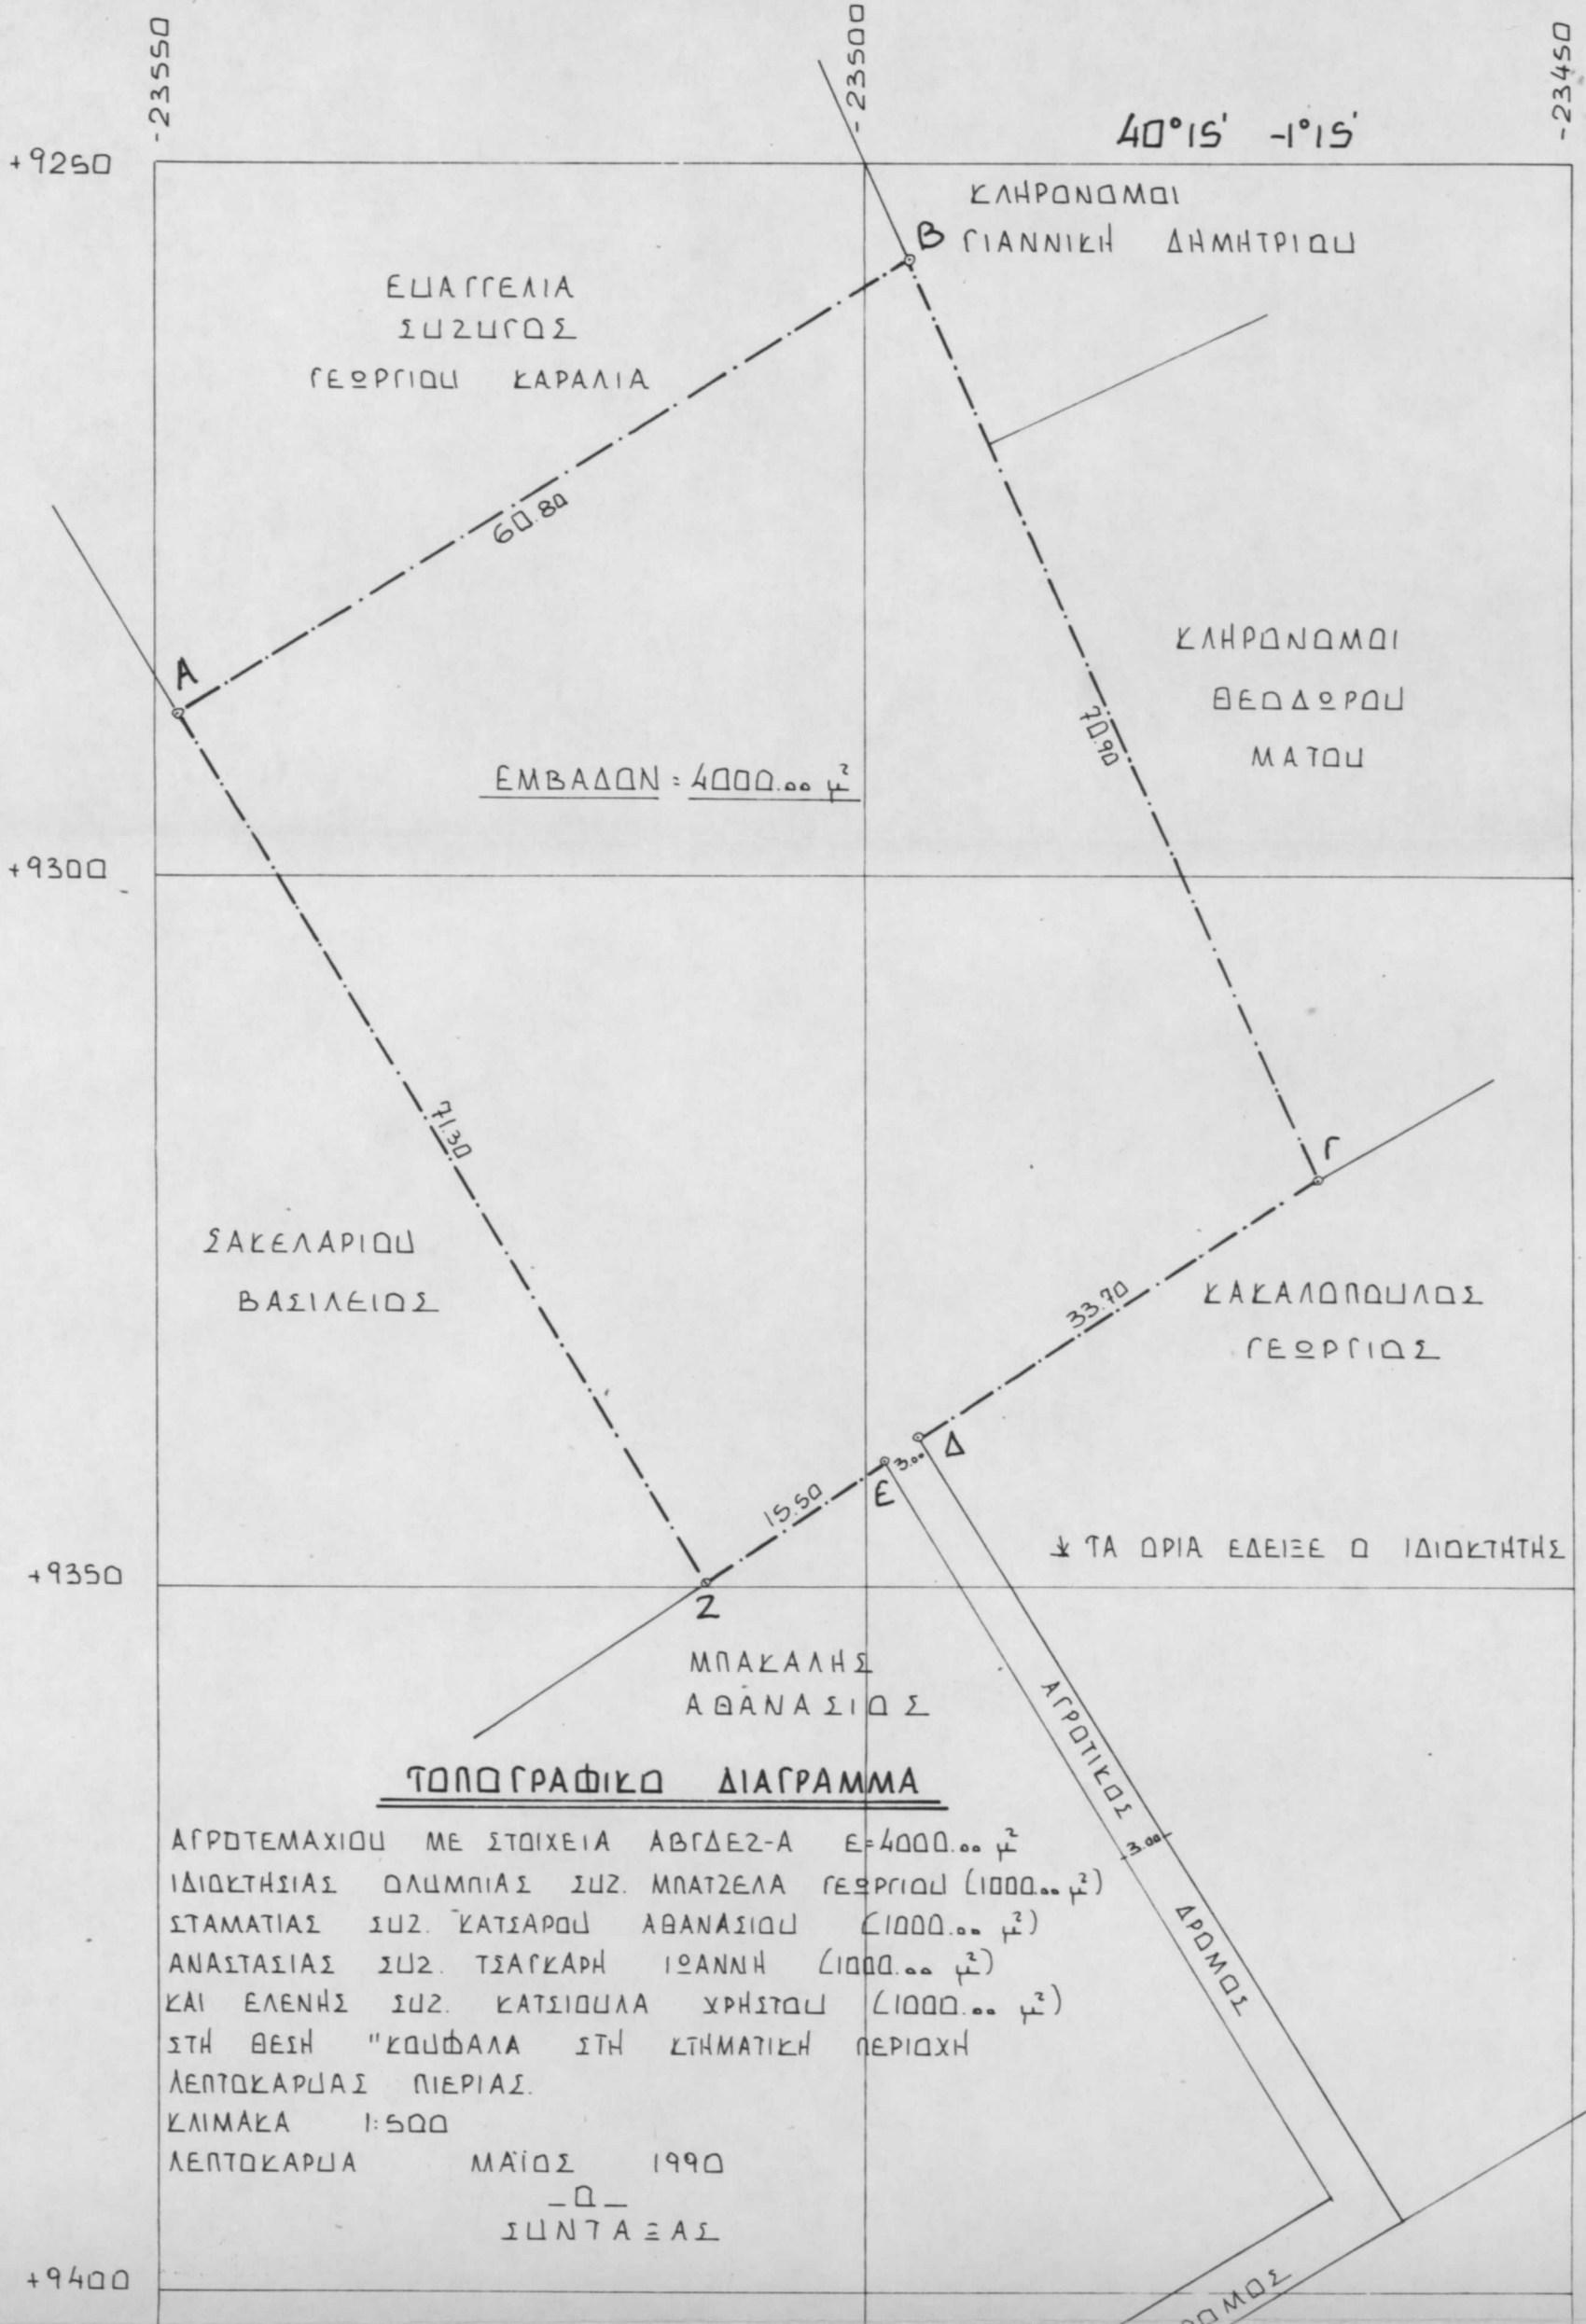 -23550
-23500
-23450
40°15' -1°15'
+9250
ΚΛΗΡΟΝΟΜΟΙ
Β ΓΙΑΝΝΙΚΗ ΔΗΜΗΤΡΙΟΥ
ΕΥΑΓΓΕΛΙΑ
ΣΥΖΥΓΟΣ
ΓΕΩΡΓΙΟΥ ΚΑΡΑΛΙΑ
60.80
Α
ΚΛΗΡΟΝΟΜΟΙ
ΘΕΟΔΩΡΟΥ
ΜΑΤΟΥ
70.90
ΕΜΒΑΔΟΝ = 4000.00 μ²
+9300
71.30
Γ
ΣΑΚΕΛΑΡΙΟΥ
ΒΑΣΙΛΕΙΟΣ
33.70
ΚΑΚΑΛΟΠΟΥΛΟΣ
ΓΕΩΡΓΙΟΣ
Δ
3.00
Ε
15.50
* ΤΑ ΟΡΙΑ ΕΔΕΙΞΕ Ο ΙΔΙΟΚΤΗΤΗΣ
+9350
Ζ
ΜΠΑΚΑΛΗΣ
ΑΘΑΝΑΣΙΟΣ
ΑΓΡΟΤΙΚΟΣ
3.00
ΔΡΟΜΟΣ
ΤΟΠΟΓΡΑΦΙΚΟ ΔΙΑΓΡΑΜΜΑ
ΑΓΡΟΤΕΜΑΧΙΟΥ ΜΕ ΣΤΟΙΧΕΙΑ ΑΒΓΔΕΖ-Α Ε=4000.00 μ²
ΙΔΙΟΚΤΗΣΙΑΣ ΟΛΥΜΠΙΑΣ ΣΥΖ. ΜΠΑΤΖΕΛΑ ΓΕΩΡΓΙΟΥ (1000.00 μ²)
ΣΤΑΜΑΤΙΑΣ ΣΥΖ. ΚΑΤΣΑΡΟΥ ΑΘΑΝΑΣΙΟΥ (1000.00 μ²)
ΑΝΑΣΤΑΣΙΑΣ ΣΥΖ. ΤΣΑΓΚΑΡΗ ΙΩΑΝΝΗ (1000.00 μ²)
ΚΑΙ ΕΛΕΝΗΣ ΣΥΖ. ΚΑΤΣΙΟΥΛΑ ΧΡΗΣΤΟΥ (1000.00 μ²)
ΣΤΗ ΘΕΣΗ "ΚΟΥΦΑΛΑ ΣΤΗ ΚΤΗΜΑΤΙΚΗ ΠΕΡΙΟΧΗ
ΛΕΠΤΟΚΑΡΥΑΣ ΠΙΕΡΙΑΣ.
ΚΛΙΜΑΚΑ 1:500
ΛΕΠΤΟΚΑΡΥΑ ΜΑΪΟΣ 1990
_Ο_
ΣΥΝΤΑΞΑΣ
+9400